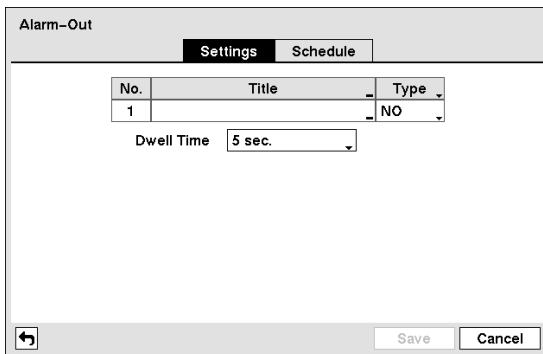 Alarm-Out
Settings Schedule
No. Title Type
1 NO
Dwell Time 5 sec.
Save Cancel